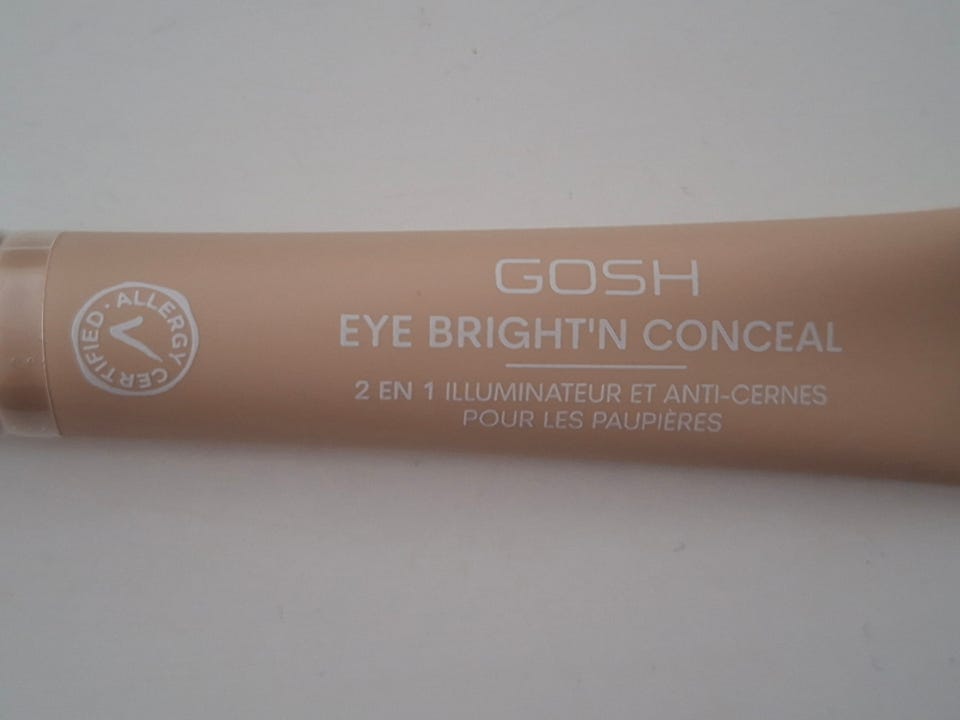 GOSH
EYE BRIGHT'N CONCEAL
2 EN 1 ILLUMINATEUR ET ANTI-CERNES
POUR LES PAUPIÈRES
ALLERGY CERTIFIED